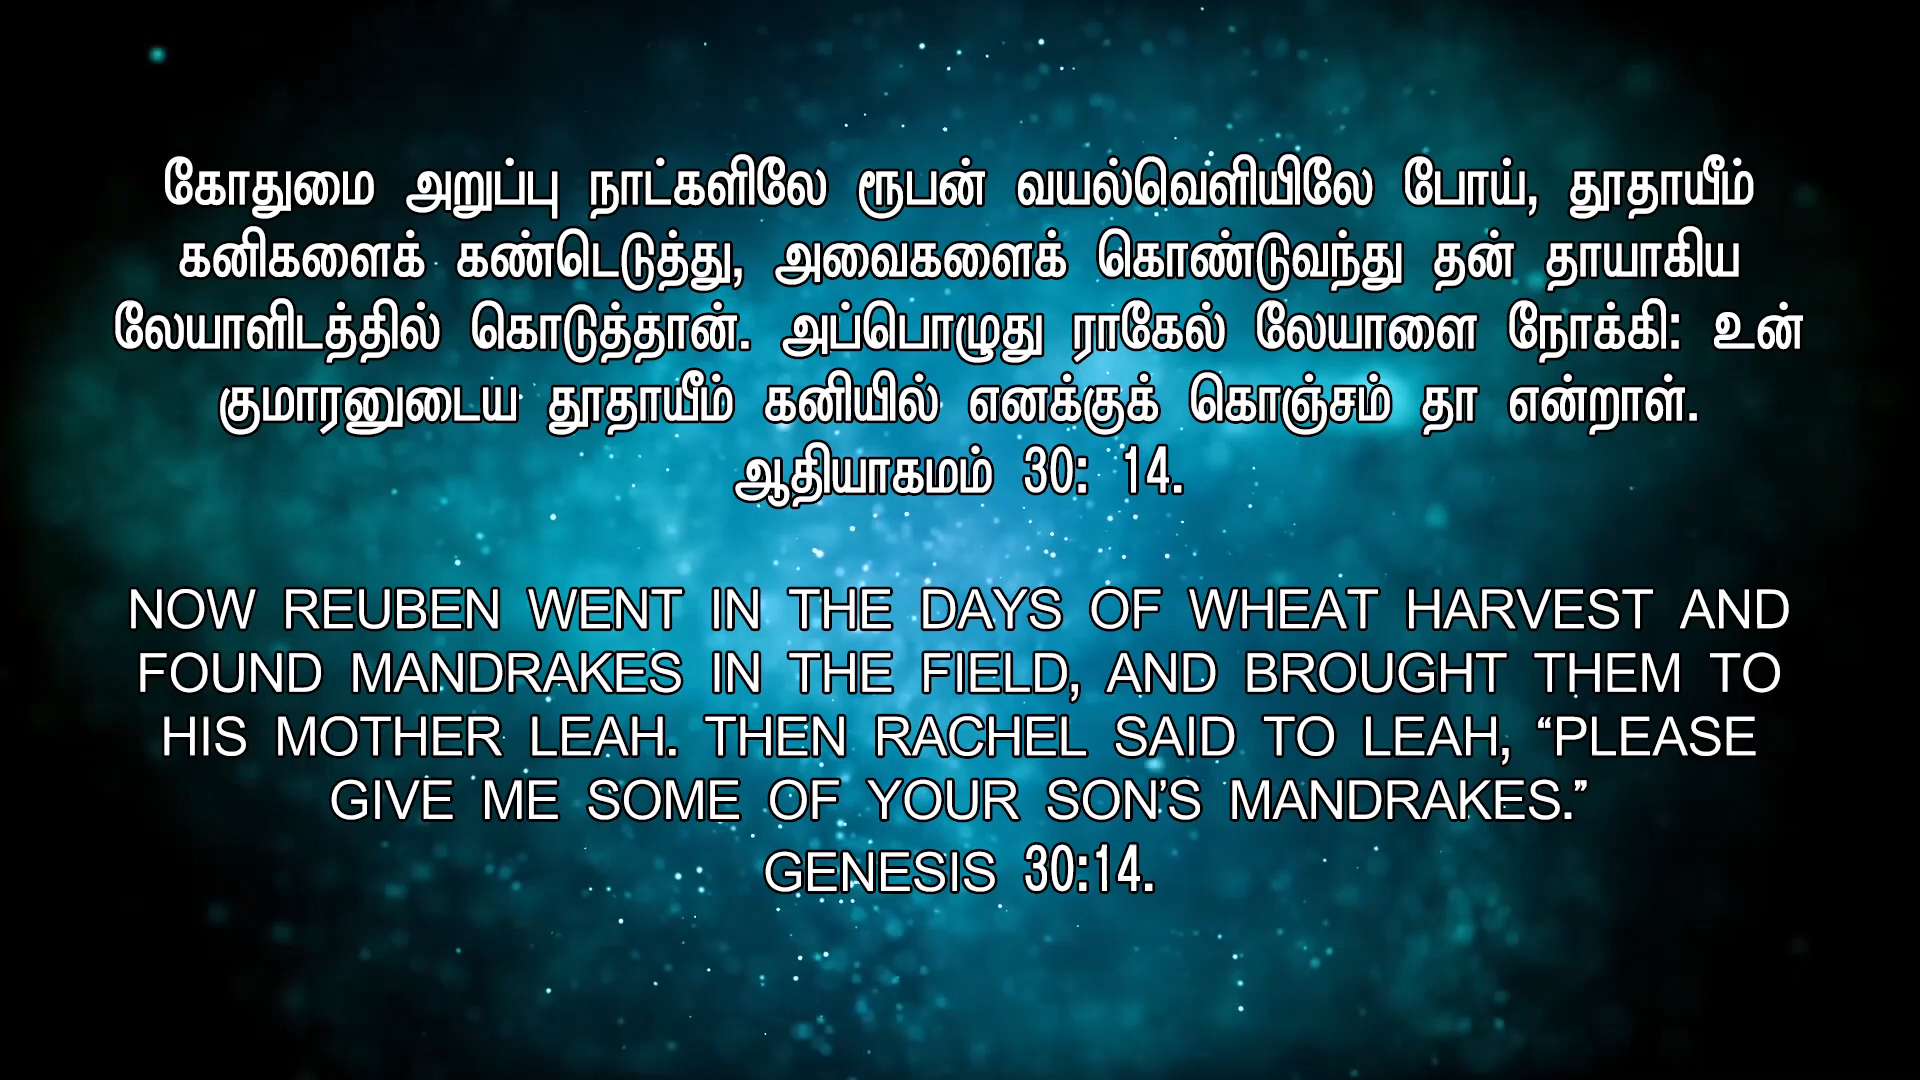 கோதுமை அறுப்பு நாட்களிலே ரூபன் வயல்வெளியிலே போய், தூதாயீம்
கனிகளைக் கண்டெடுத்து, அவைகளைக் கொண்டுவந்து தன் தாயாகிய
லேயாளிடத்தில் கொடுத்தான். அப்பொழுது ராகேல் லேயாளை நோக்கி: உன்
குமாரனுடைய தூதாயீம் கனியில் எனக்குக் கொஞ்சம் தா என்றாள்.
ஆதியாகமம் 30: 14.
NOW REUBEN WENT IN THE DAYS OF WHEAT HARVEST AND
FOUND MANDRAKES IN THE FIELD, AND BROUGHT THEM TO
HIS MOTHER LEAH. THEN RACHEL SAID TO LEAH, “PLEASE
GIVE ME SOME OF YOUR SON’S MANDRAKES.”
GENESIS 30:14.